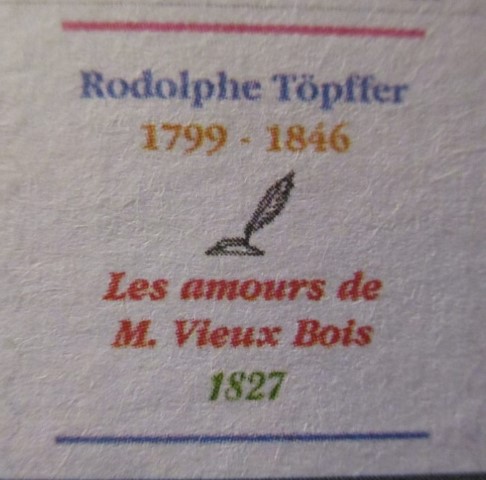 Rodolphe Töpffer
1799 - 1846
Les amours de
M. Vieux Bois
1827